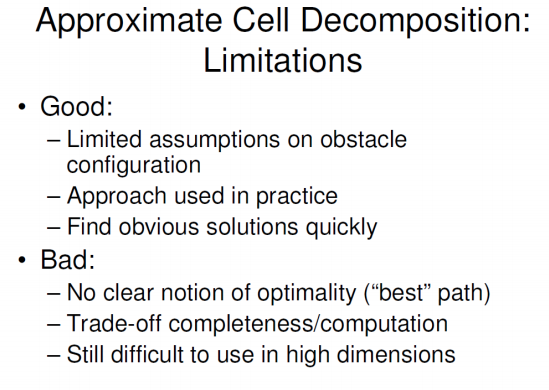 Approximate Cell Decomposition:
Limitations
• Good:
– Limited assumptions on obstacle
configuration
– Approach used in practice
– Find obvious solutions quickly
• Bad:
– No clear notion of optimality (“best” path)
– Trade-off completeness/computation
– Still difficult to use in high dimensions